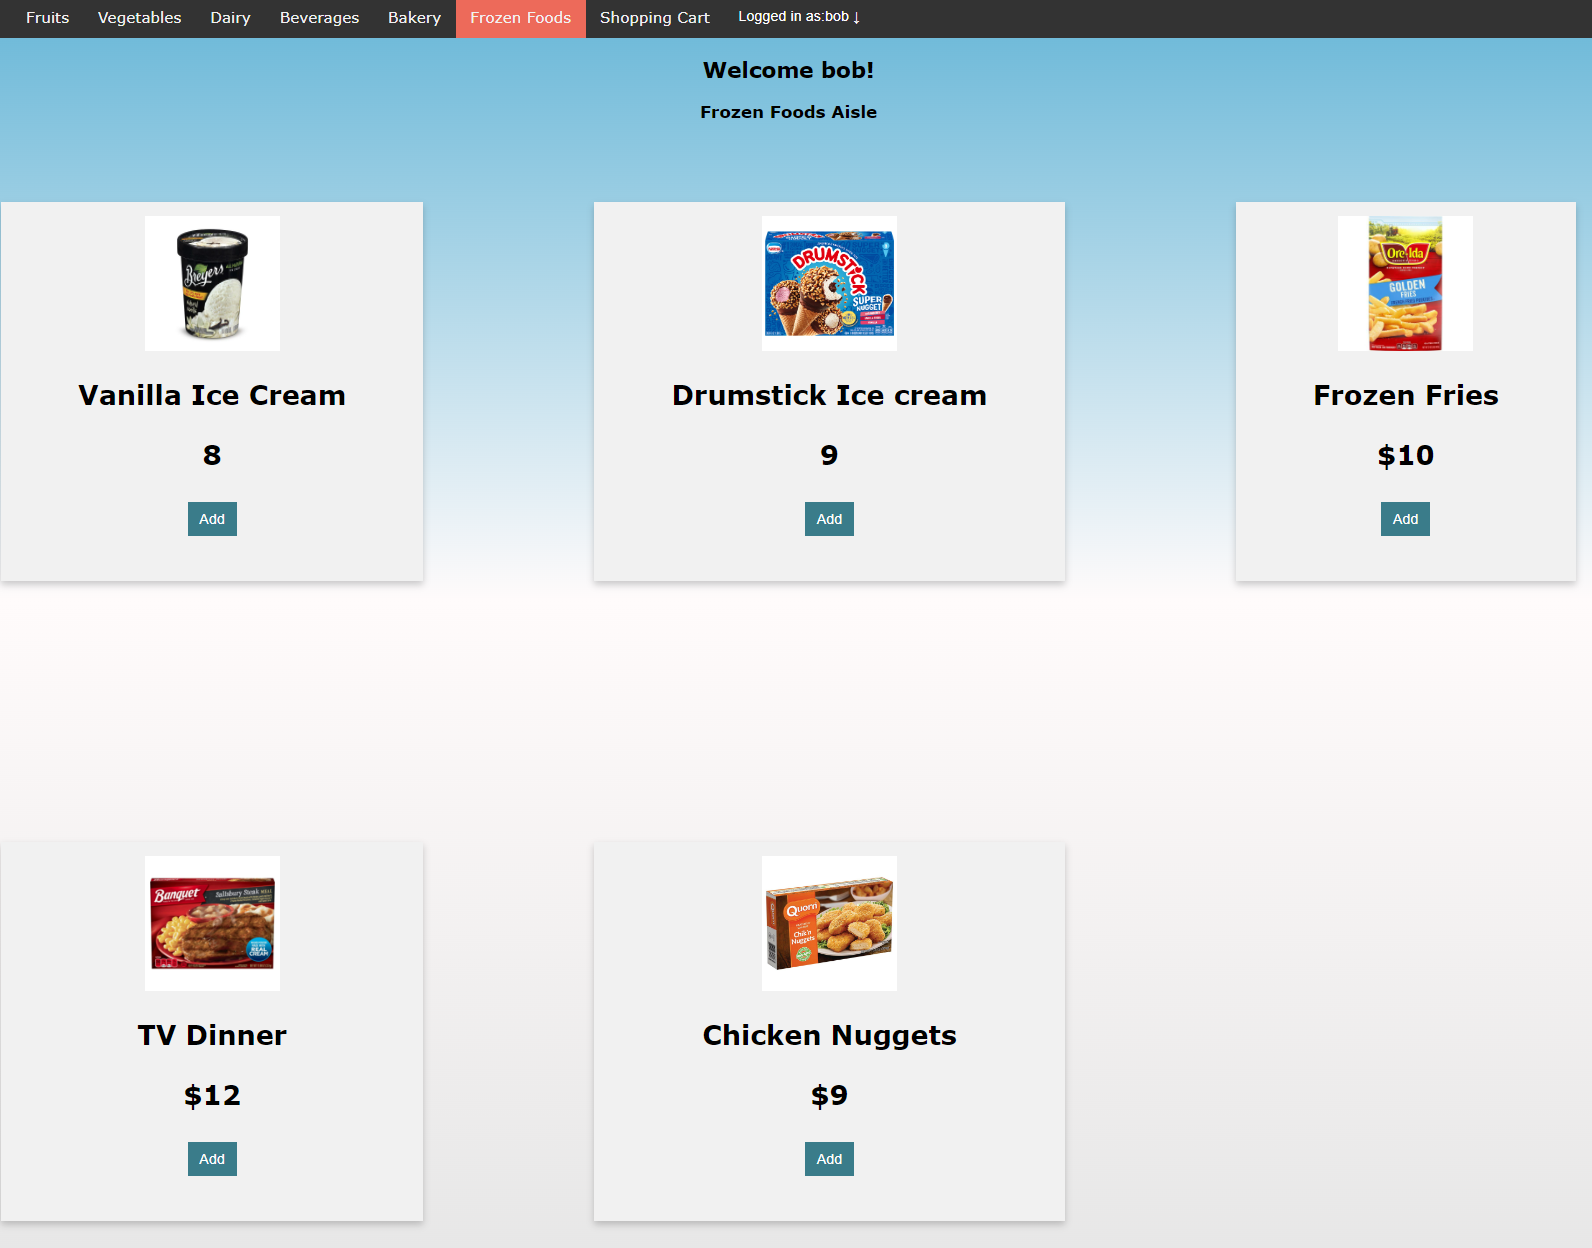 Fruits Vegetables Dairy Beverages Bakery Frozen Foods Shopping Cart Logged in as:bob ↓
Welcome bob!
Frozen Foods Aisle
Breyers
DRUMSTICK
SUPER
NUGGET
Ore-Ida
GOLDEN
FRIES
Vanilla Ice Cream
Drumstick Ice cream
Frozen Fries
8
9
$10
Add
Add
Add
Banquet
Salisbury Steak MEAL
REAL
CREAM
Quorn
Chik'n
Nuggets
TV Dinner
Chicken Nuggets
$12
$9
Add
Add